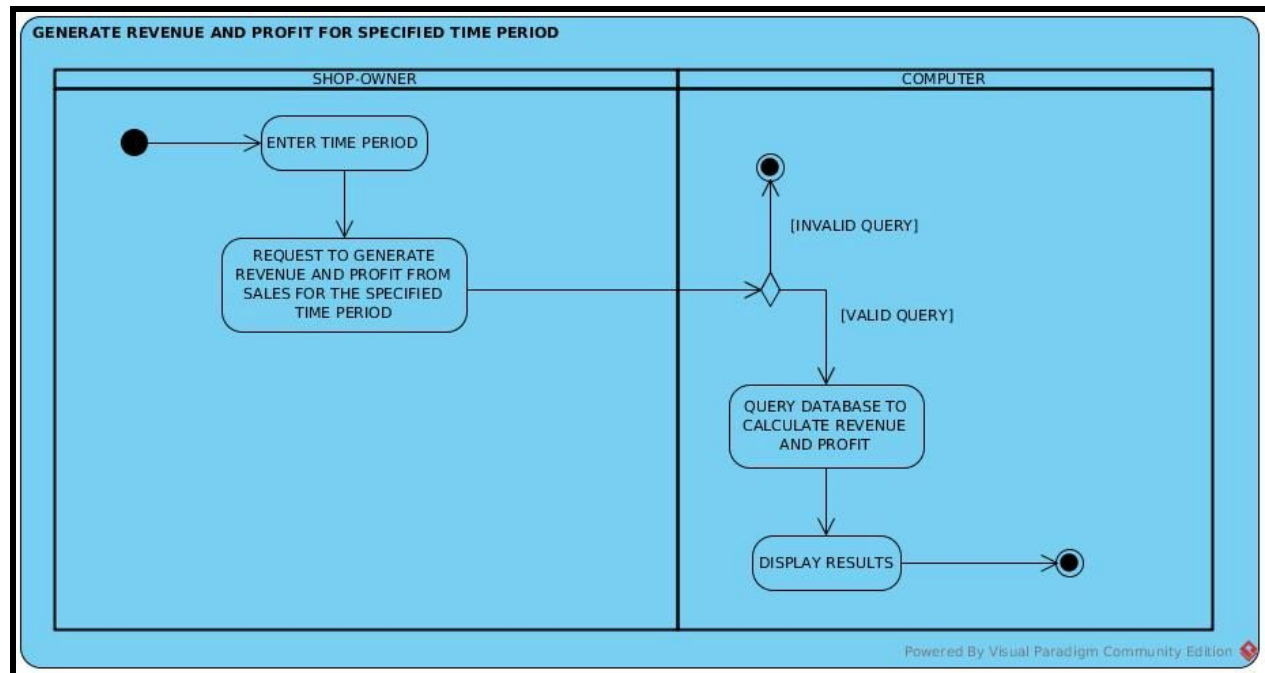 GENERATE REVENUE AND PROFIT FOR SPECIFIED TIME PERIOD
SHOP-OWNER
COMPUTER
ENTER TIME PERIOD
[INVALID QUERY]
REQUEST TO GENERATE
REVENUE AND PROFIT FROM
SALES FOR THE SPECIFIED
TIME PERIOD
[VALID QUERY]
QUERY DATABASE TO
CALCULATE REVENUE
AND PROFIT
DISPLAY RESULTS
Powered By Visual Paradigm Community Edition